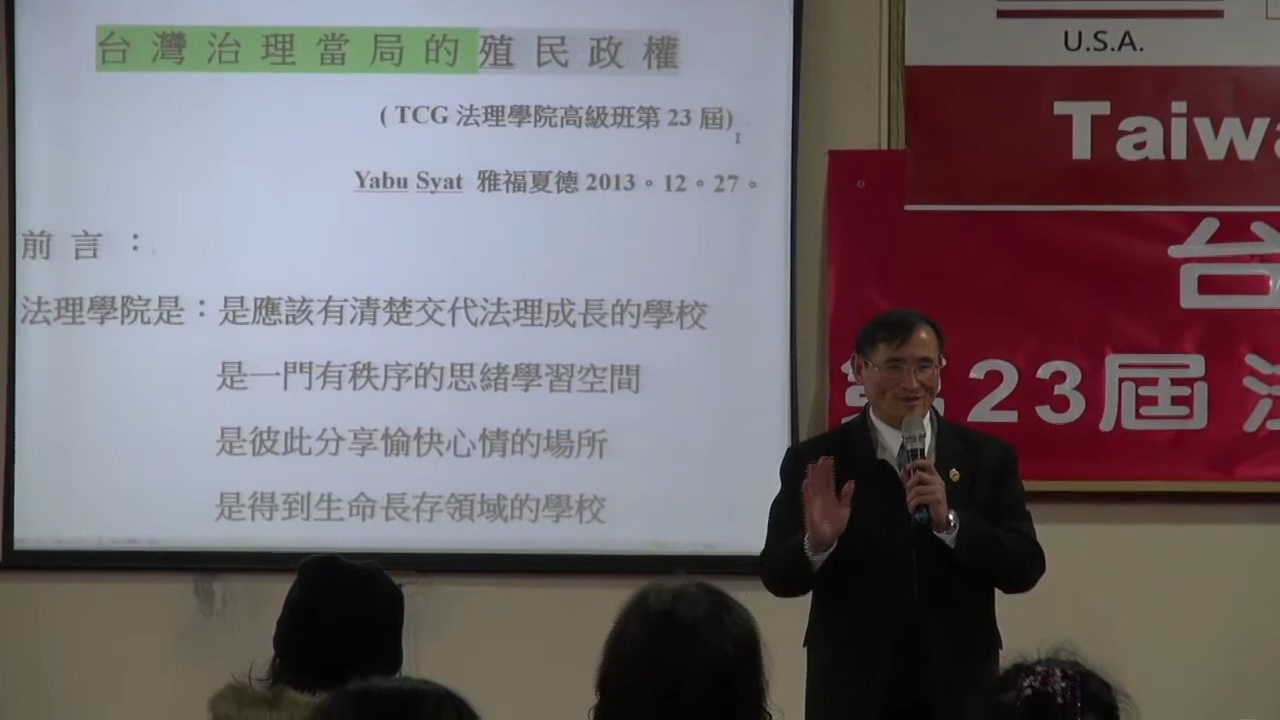 台灣治理當局的殖民政權
( TCG 法理學院高級班第 23 屆)
Yabu Syat 雅福夏德 2013。12。27。
前言：
法理學院是：是應該有清楚交代法理成長的學校
是一門有秩序的思緒學習空間
是彼此分享愉快心情的場所
是得到生命長存領域的學校
U.S.A.
Taiwa
台
第23屆 法